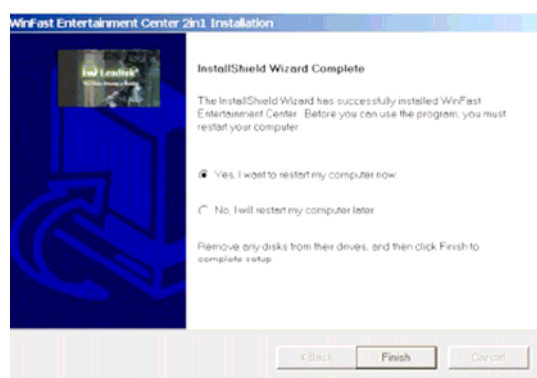 WinFast Entertainment Center 2in1 Installation
Leadtek
InstallShield Wizard Complete
The InstallShield Wizard has successfully installed WinFast
Entertainment Center. Before you can use the program, you must
restart your computer.
Yes, I want to restart my computer now.
No, I will restart my computer later.
Remove any disks from their drives, and then click Finish to
complete setup.
< Back
Finish
Cancel